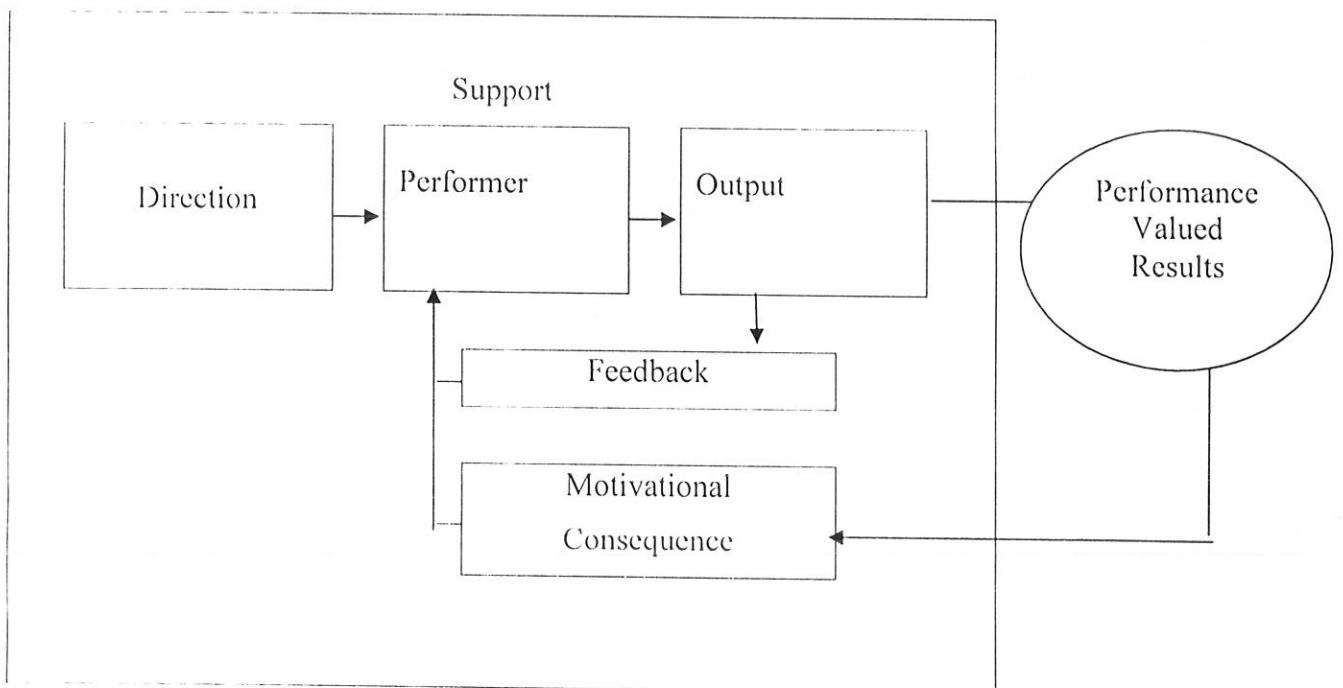 Support
Direction
Performer
Output
Performance
Valued
Results
Feedback
Motivational
Consequence